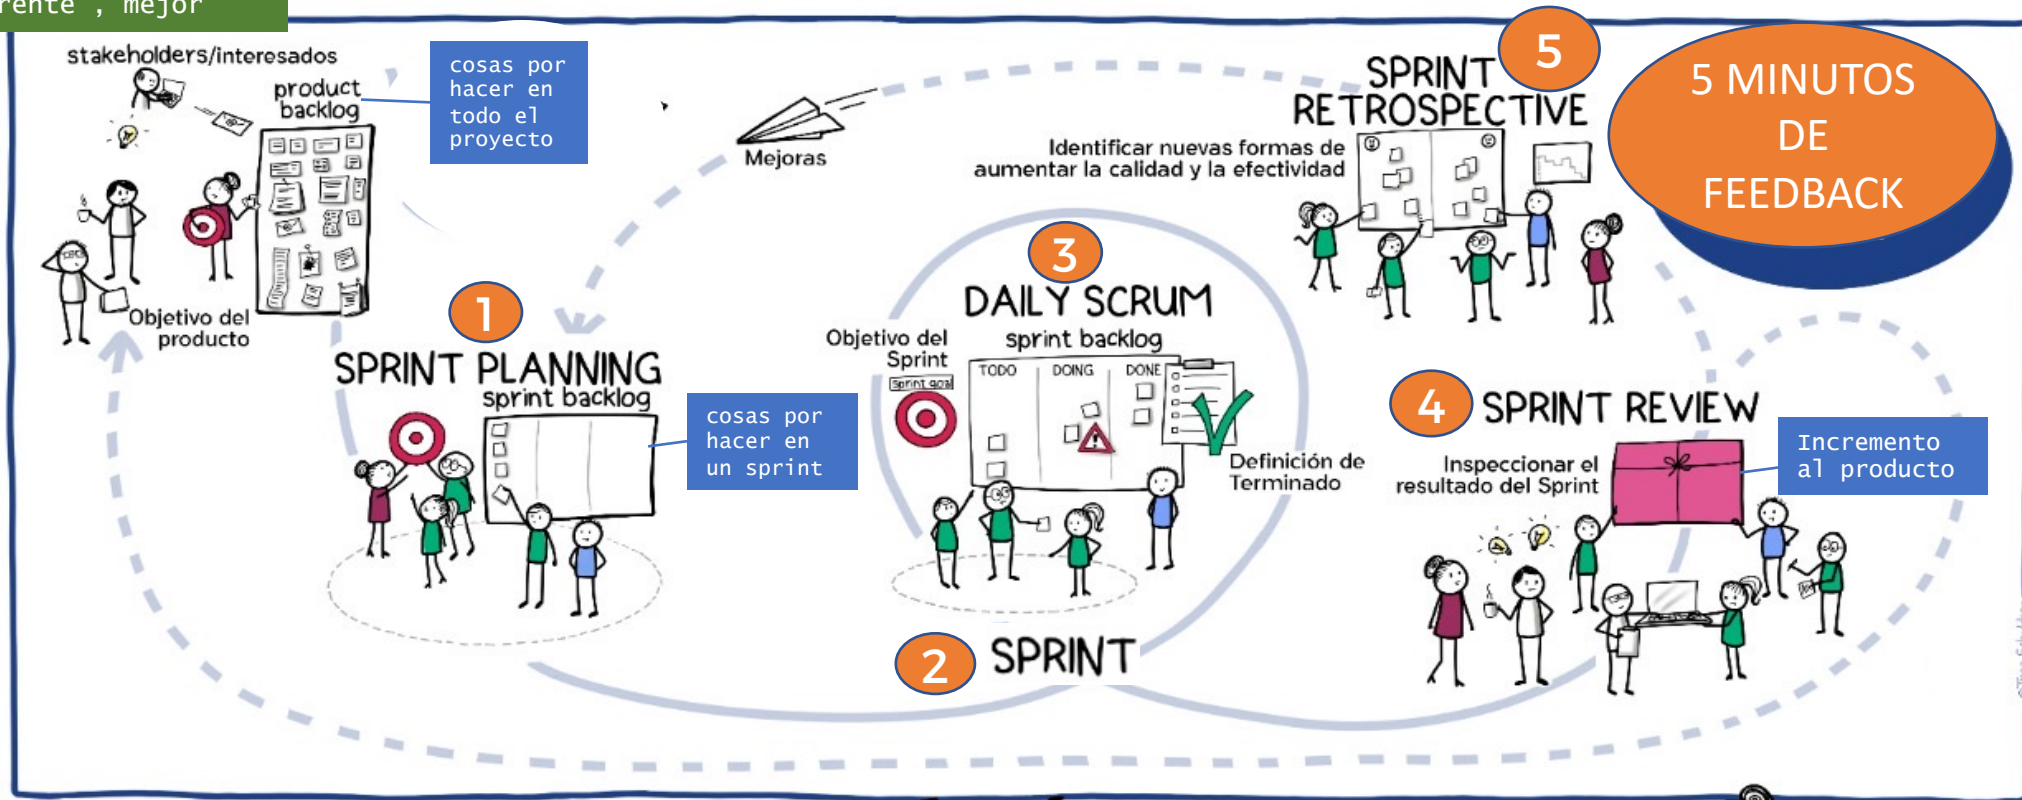 rente , mejor
stakeholders/interesados
product
backlog
cosas por
hacer en
todo el
proyecto
Objetivo del
producto
1
SPRINT PLANNING
sprint backlog
cosas por
hacer en
un sprint
Mejoras
3
DAILY SCRUM
sprint backlog
Objetivo del
Sprint
Sprint goal
TODO DOING DONE
Definición de
Terminado
2 SPRINT
5
SPRINT
RETROSPECTIVE
Identificar nuevas formas de
aumentar la calidad y la efectividad
5 MINUTOS
DE
FEEDBACK
4 SPRINT REVIEW
Inspeccionar el
resultado del Sprint
Incremento
al producto